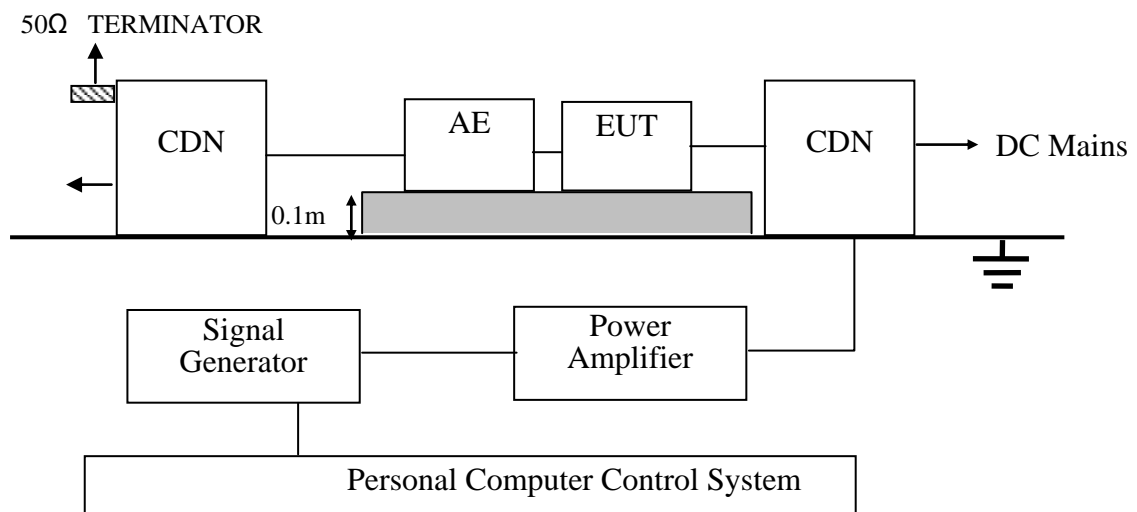 50Ω TERMINATOR
CDN
AE
EUT
CDN
DC Mains
0.1m
Signal
Generator
Power
Amplifier
Personal Computer Control System